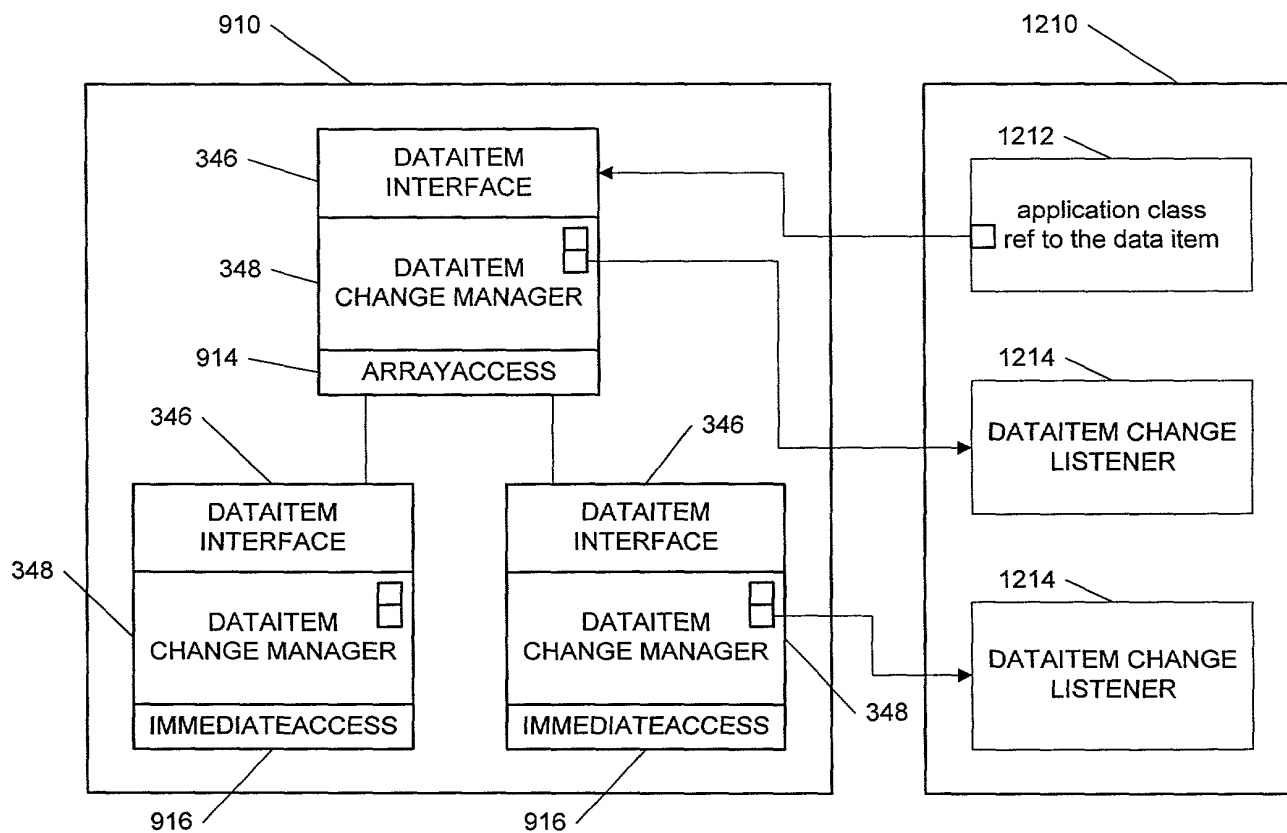 910
1210
346
DATAITEM
INTERFACE
1212
application class
ref to the data item
348
DATAITEM
CHANGE MANAGER
914
ARRAYACCESS
1214
DATAITEM CHANGE
LISTENER
346
DATAITEM
INTERFACE
346
DATAITEM
INTERFACE
348
DATAITEM
CHANGE MANAGER
DATAITEM
CHANGE MANAGER
348
1214
DATAITEM CHANGE
LISTENER
IMMEDIATEACCESS
IMMEDIATEACCESS
916
916